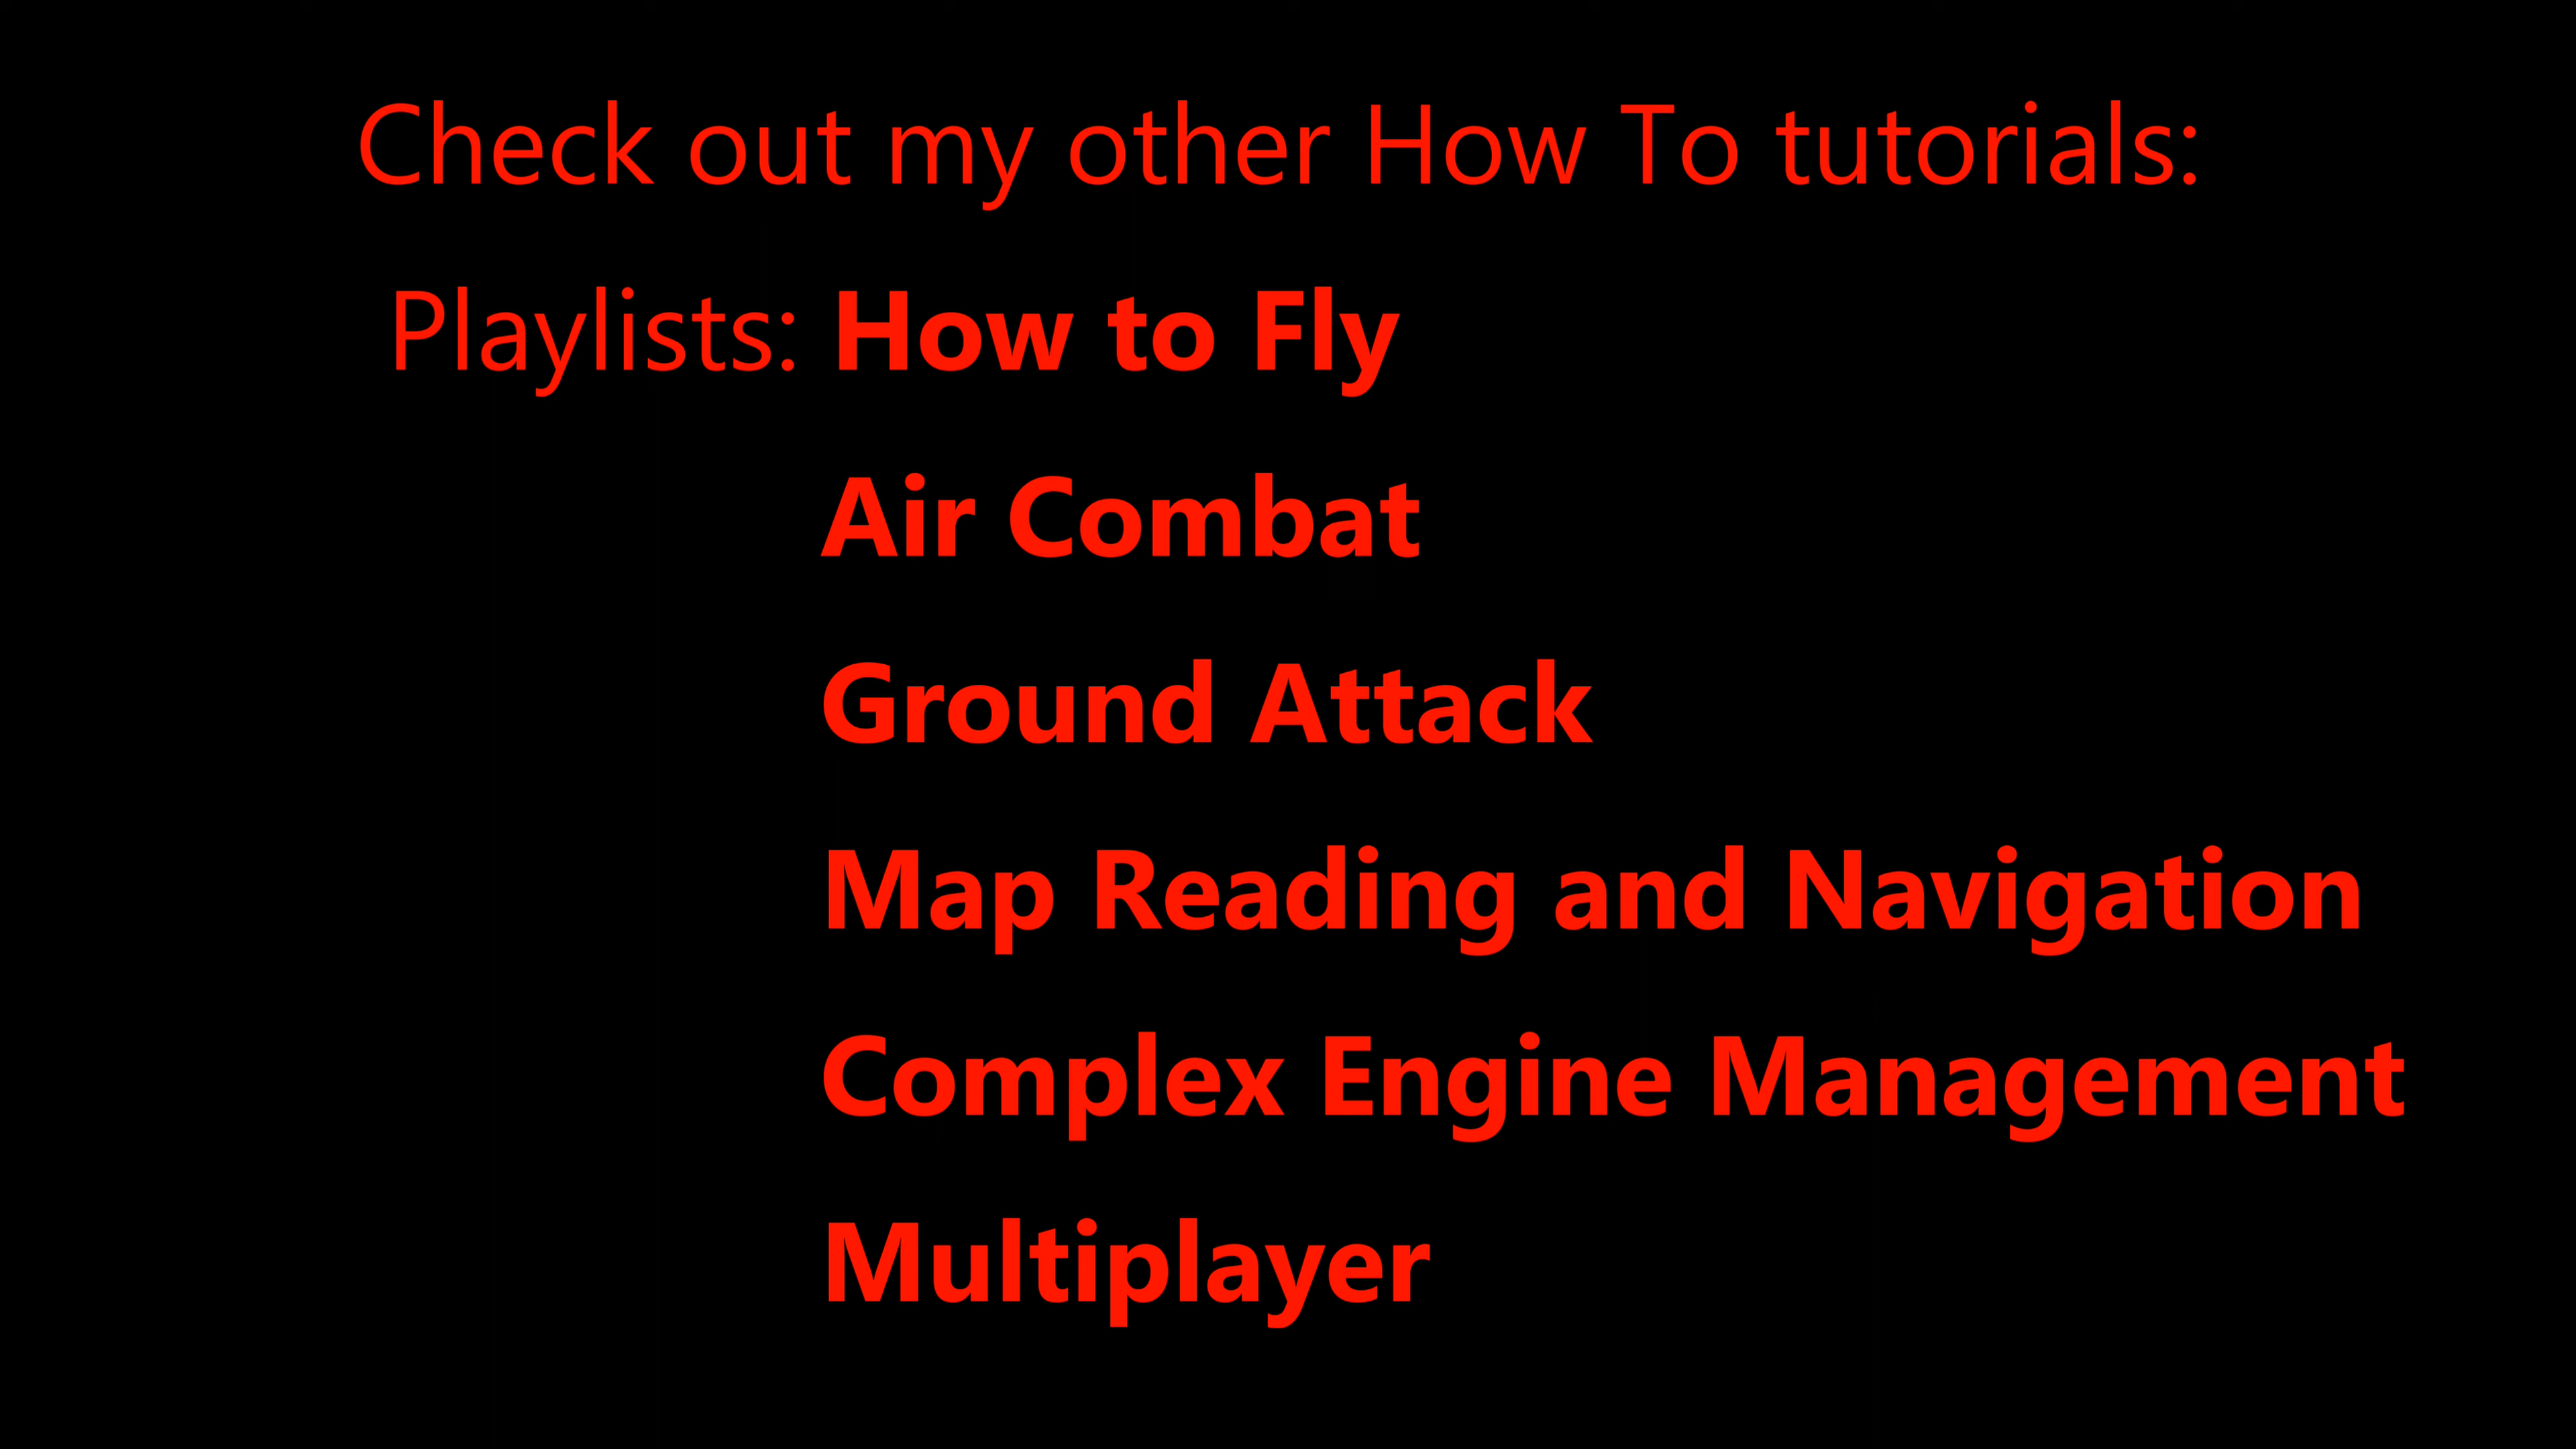 Check out my other How To tutorials:
Playlists: How to Fly
Air Combat
Ground Attack
Map Reading and Navigation
Complex Engine Management
Multiplayer